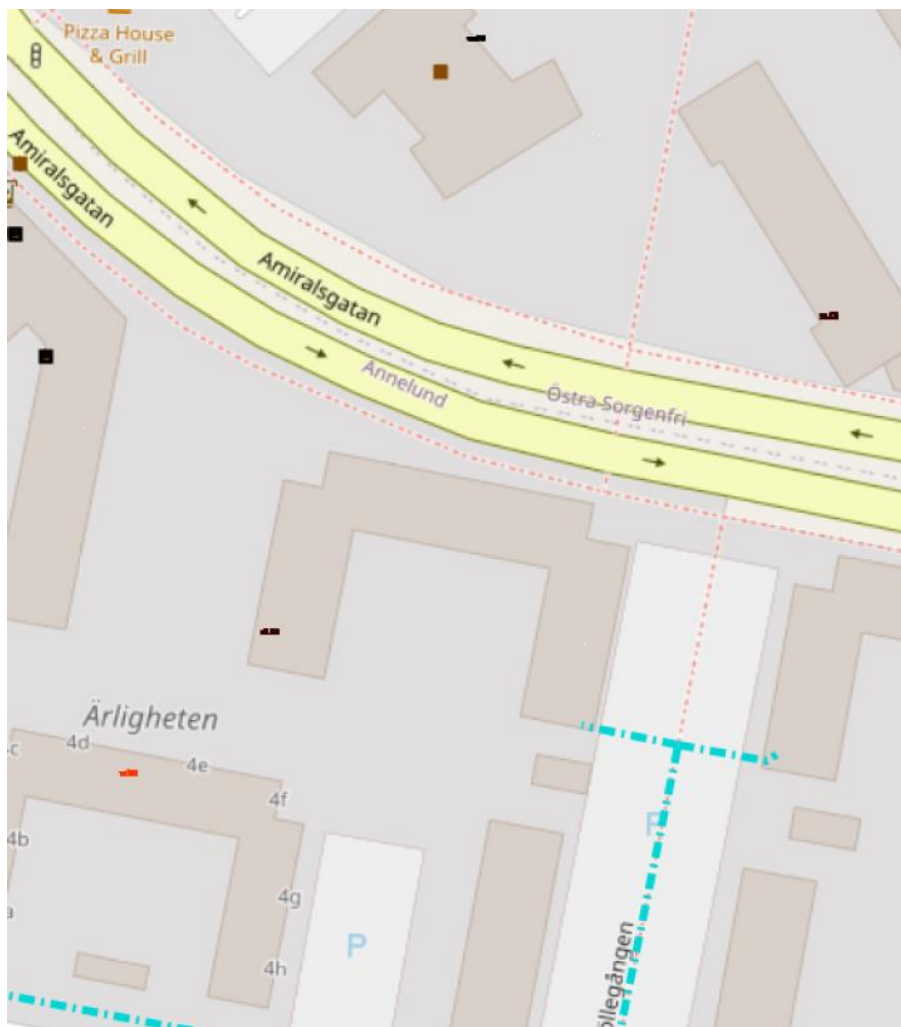 Pizza House
& Grill
Amiralsgatan
Amiralsgatan
Annelund
Östra Sorgenfri
Ärligheten
4d
4e
4f
4b
4g
4h
P
P